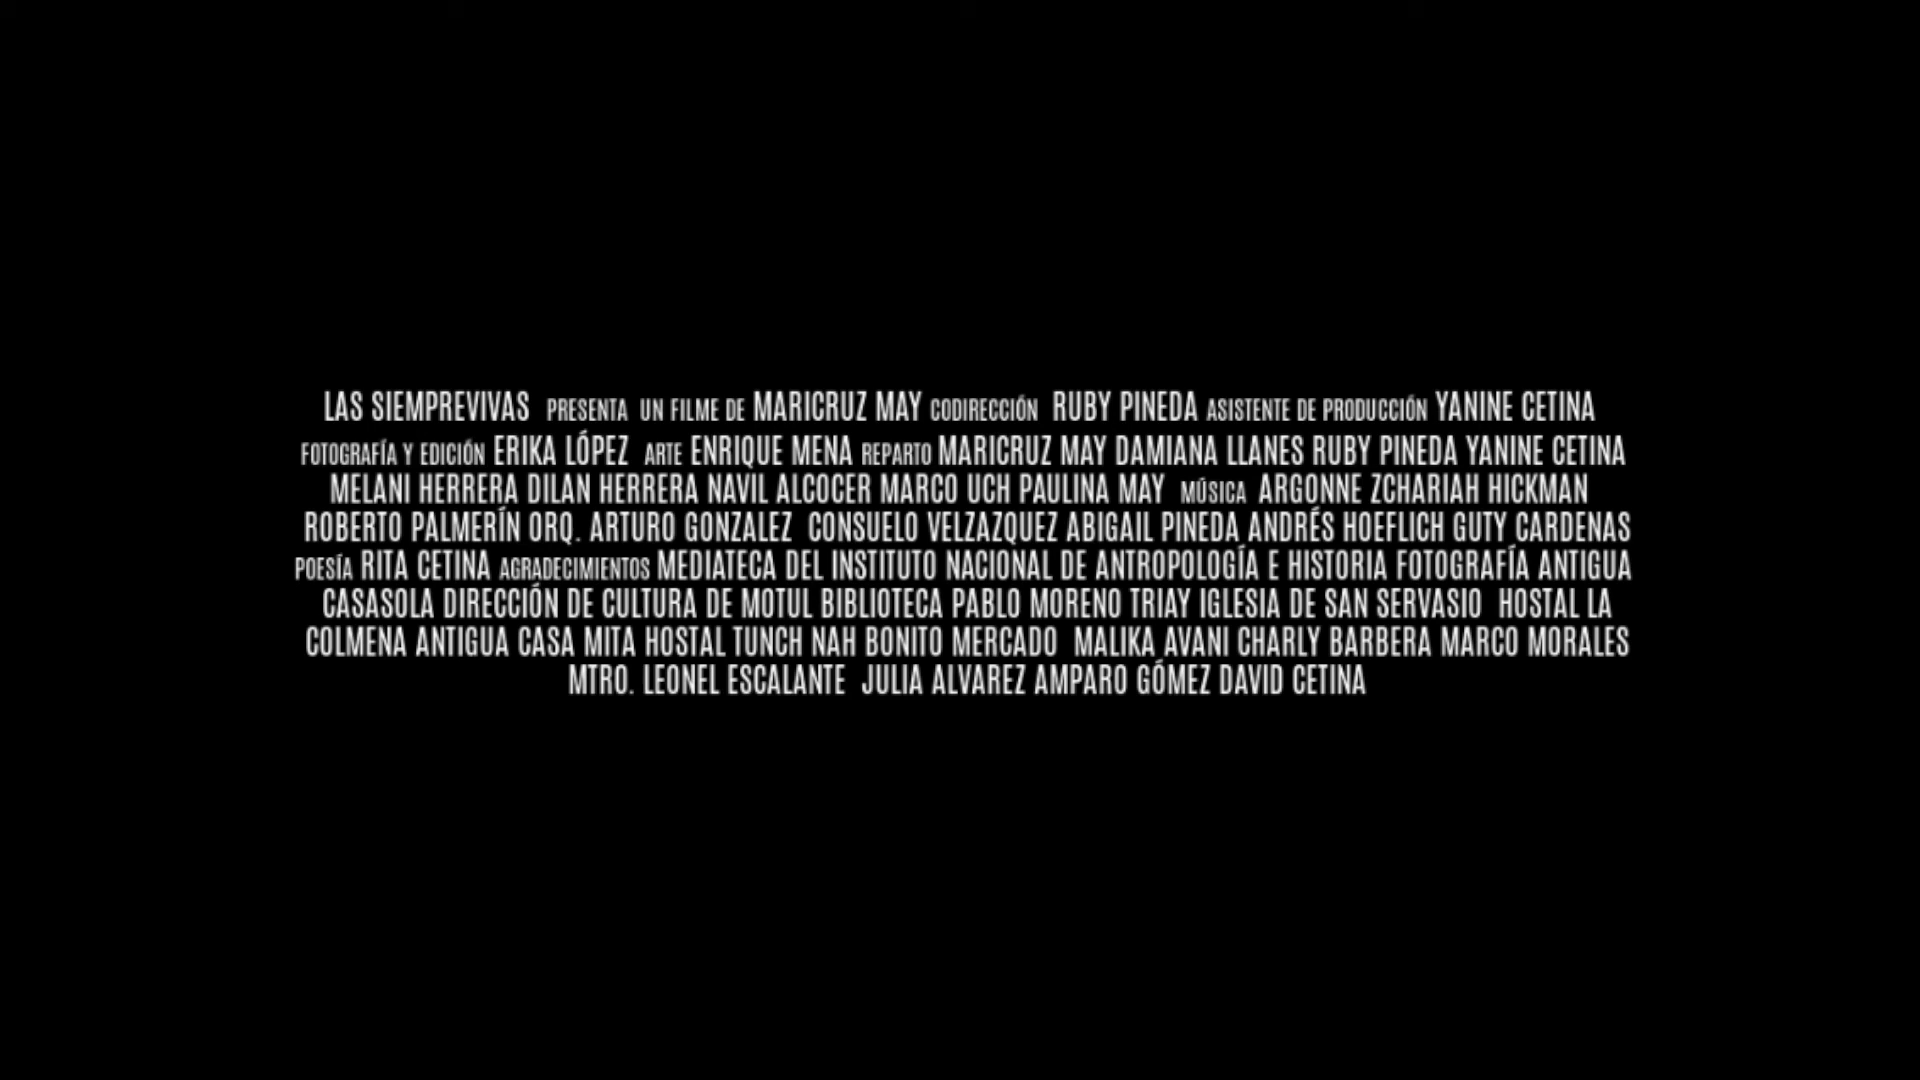 LAS SIEMPREVIVAS PRESENTA UN FILME DE MARICRUZ MAY CODIRECCIÓN RUBY PINEDA ASISTENTE DE PRODUCCIÓN YANINE CETINA
FOTOGRAFÍA Y EDICIÓN ERIKA LÓPEZ ARTE ENRIQUE MENA REPARTO MARICRUZ MAY DAMIANA LLANES RUBY PINEDA YANINE CETINA
MELANI HERRERA DILAN HERRERA NAVIL ALCOCER MARCO UCH PAULINA MAY MÚSICA ARGONNE ZCHARIAH HICKMAN
ROBERTO PALMERÍN ORQ. ARTURO GONZALEZ CONSUELO VELZAZQUEZ ABIGAIL PINEDA ANDRÉS HOEFLICH GUTY CARDENAS
POESÍA RITA CETINA AGRADECIMIENTOS MEDIATECA DEL INSTITUTO NACIONAL DE ANTROPOLOGÍA E HISTORIA FOTOGRAFÍA ANTIGUA
CASASOLA DIRECCIÓN DE CULTURA DE MOTUL BIBLIOTECA PABLO MORENO TRIAY IGLESIA DE SAN SERVASIO HOSTAL LA
COLMENA ANTIGUA CASA MITA HOSTAL TUNCH NAH BONITO MERCADO MALIKA AVANI CHARLY BARBERA MARCO MORALES
MTRO. LEONEL ESCALANTE JULIA ALVAREZ AMPARO GÓMEZ DAVID CETINA